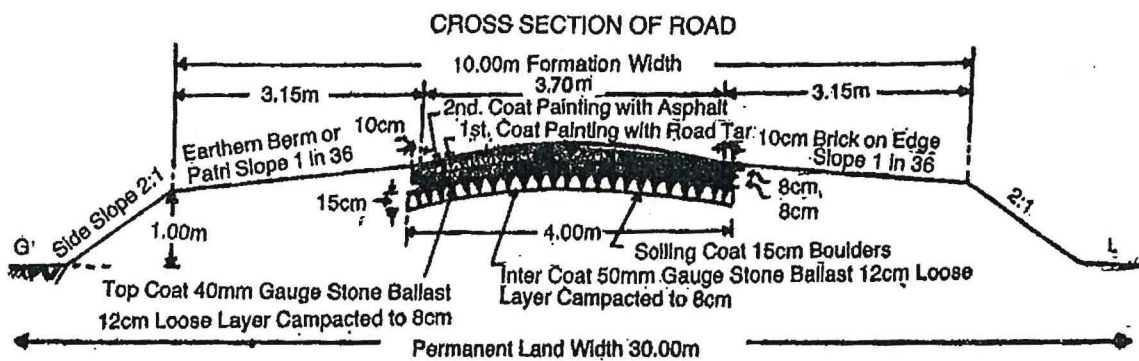 CROSS SECTION OF ROAD
10.00m Formation Width
3.15m
3.70m
3.15m
2nd. Coat Painting with Asphalt
10cm
1st. Coat Painting with Road Tar
10cm Brick on Edge
Slope 1 in 36
Earthern Berm or
Patri Slope 1 in 36
Side Slope 2:1
15cm
8cm,
8cm
2:1
G
1.00m
4.00m
L
Soiling Coat 15cm Boulders
Inter Coat 50mm Gauge Stone Ballast 12cm Loose
Layer Campacted to 8cm
Top Coat 40mm Gauge Stone Ballast
12cm Loose Layer Campacted to 8cm
Permanent Land Width 30.00m